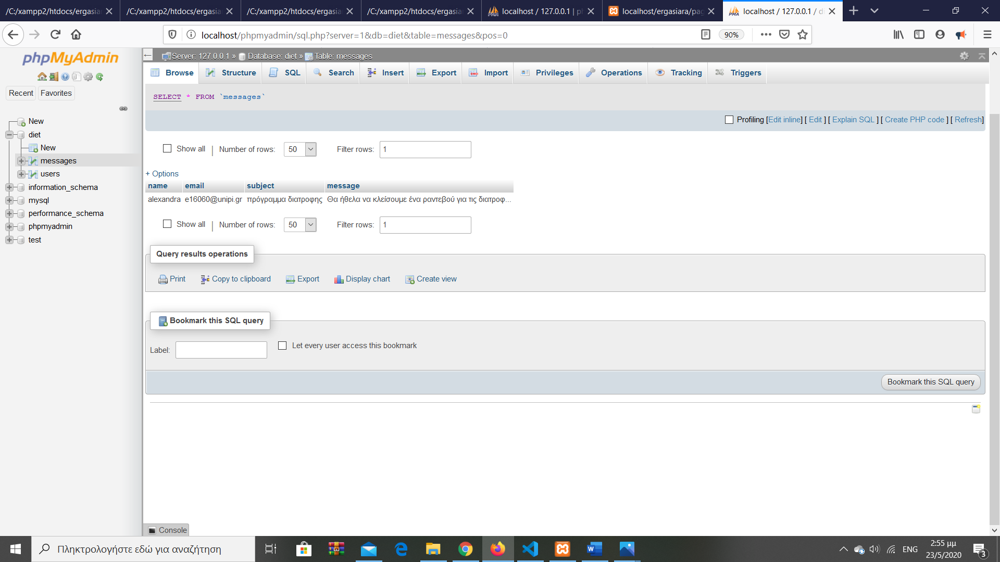 /C:/xampp2/htdocs/ergasiar
/C:/xampp2/htdocs/ergasiar
/C:/xampp2/htdocs/ergasiar
/C:/xampp2/htdocs/ergasiar
localhost / 127.0.0.1 | p
localhost/ergasiara/pag
localhost / 127.0.0.1 / d
localhost/phpmyadmin/sql.php?server=1&db=diet&table=messages&pos=0
90%
phpMyAdmin
Recent
Favorites
New
diet
New
messages
users
information_schema
mysql
performance_schema
phpmyadmin
test
Server: 127.0.0.1 » Database: diet » Table: messages
Browse
Structure
SQL
Search
Insert
Export
Import
Privileges
Operations
Tracking
Triggers
SELECT * FROM `messages`
Profiling [Edit inline] [ Edit ] [ Explain SQL ] [ Create PHP code ] [ Refresh]
Show all | Number of rows: 50 Filter rows: 1
+ Options
name email subject message
alexandra e16060@unipi.gr πρόγραμμα διατροφης Θα ήθελα να κλείσουμε ένα ραντεβού για τις διατροφ...
Show all | Number of rows: 50 Filter rows: 1
Query results operations
Print Copy to clipboard Export Display chart Create view
Bookmark this SQL query
Label:
Let every user access this bookmark
Bookmark this SQL query
Console
Πληκτρολογήστε εδώ για αναζήτηση
ENG
2:55 μμ
23/5/2020
3